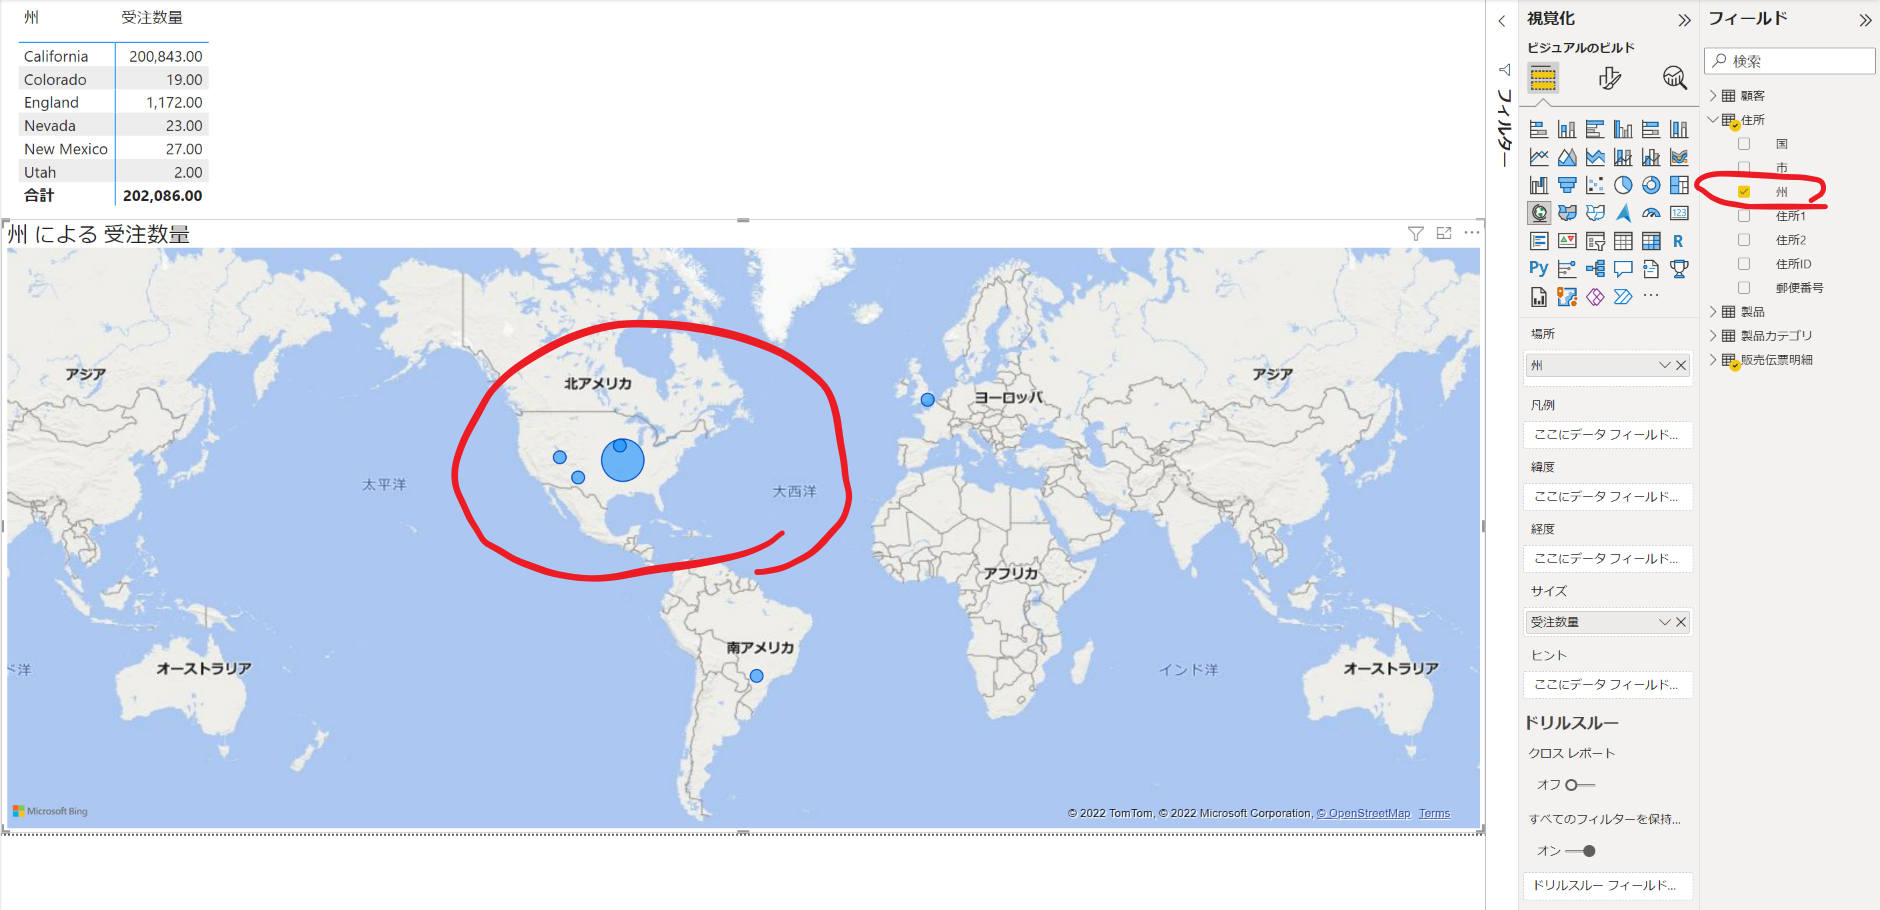 州 受注数量
California 200,843.00
Colorado 19.00
England 1,172.00
Nevada 23.00
New Mexico 27.00
Utah 2.00
合計 202,086.00
州 による 受注数量
アジア
北アメリカ
ヨーロッパ
アジア
太平洋
大西洋
アフリカ
南アメリカ
ド洋
オーストラリア
インド洋
オーストラリア
Microsoft Bing
© 2022 TomTom, © 2022 Microsoft Corporation, © OpenStreetMap Terms
フィルター
視覚化
ビジュアルのビルド
123
R
Py
場所
州
凡例
ここにデータ フィールド...
緯度
ここにデータ フィールド...
経度
ここにデータ フィールド...
サイズ
受注数量
ヒント
ここにデータ フィールド...
ドリルスルー
クロス レポート
オフ
すべてのフィルターを保持...
オン
ドリルスルー フィールド...
フィールド
検索
顧客
住所
国
市
州
住所1
住所2
住所ID
郵便番号
製品
製品カテゴリ
販売伝票明細